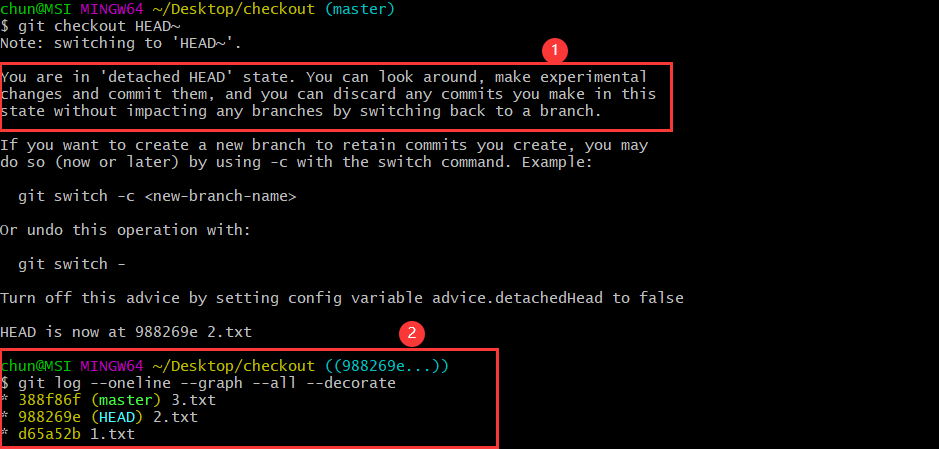 chun@MSI MINGW64 ~/Desktop/checkout (master)
$ git checkout HEAD~
Note: switching to 'HEAD~'.
1
You are in 'detached HEAD' state. You can look around, make experimental
changes and commit them, and you can discard any commits you make in this
state without impacting any branches by switching back to a branch.
If you want to create a new branch to retain commits you create, you may
do so (now or later) by using -c with the switch command. Example:
git switch -c <new-branch-name>
Or undo this operation with:
git switch -
Turn off this advice by setting config variable advice.detachedHead to false
HEAD is now at 988269e 2.txt
2
chun@MSI MINGW64 ~/Desktop/checkout ((988269e...))
$ git log --oneline --graph --all --decorate
* 388f86f (master) 3.txt
* 988269e (HEAD) 2.txt
* d65a52b 1.txt